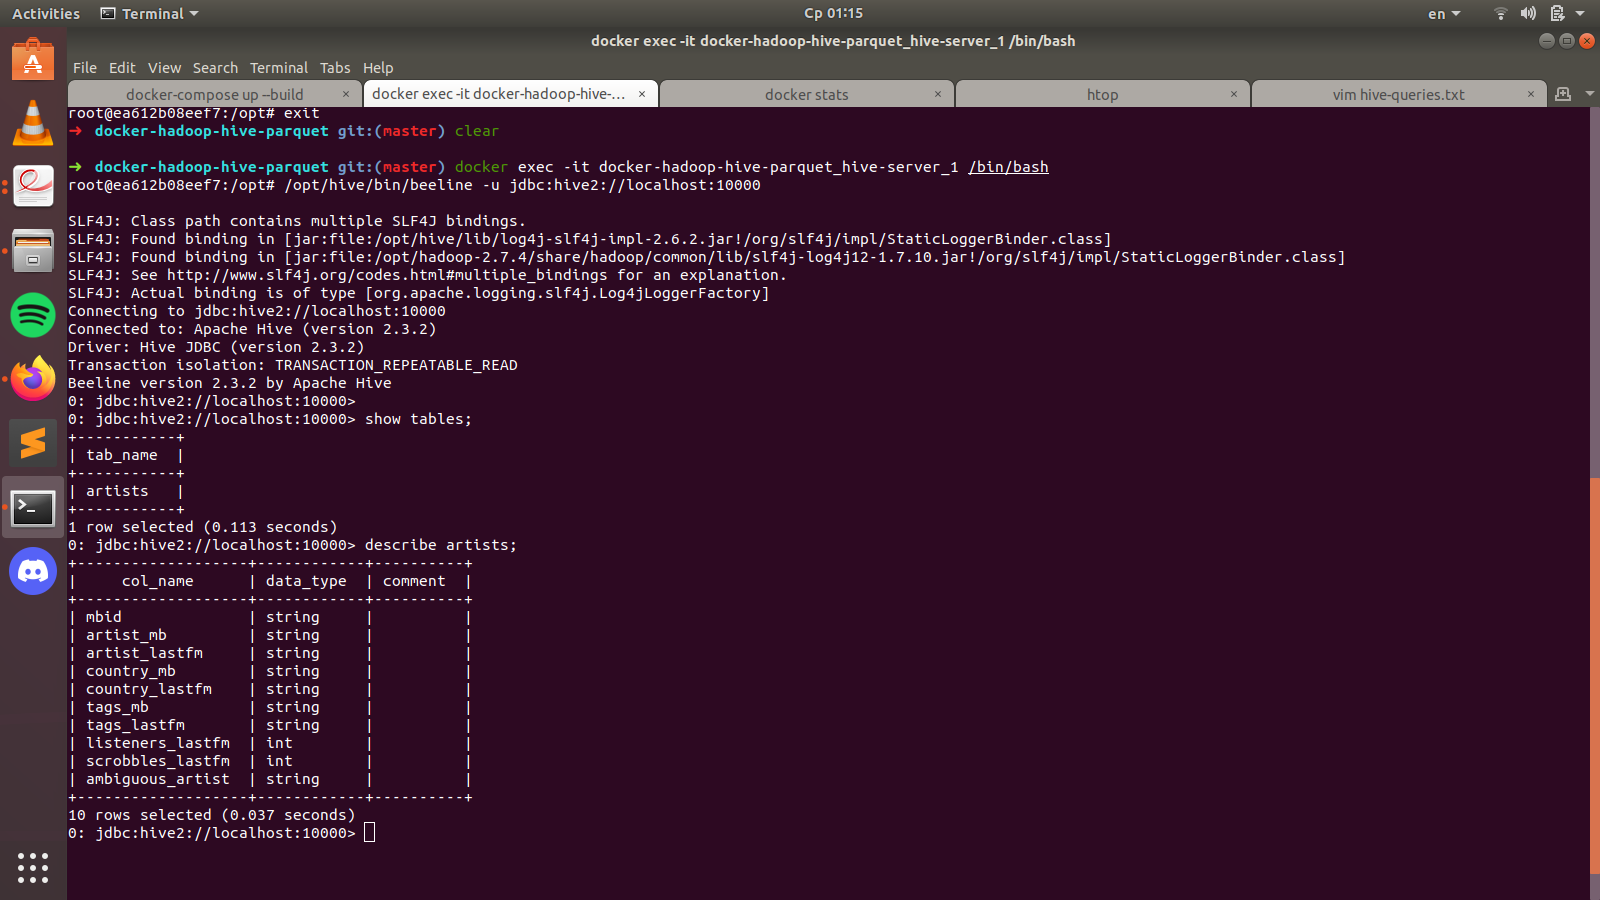 Activities Terminal Ср 01:15 en
docker exec -it docker-hadoop-hive-parquet_hive-server_1 /bin/bash
File Edit View Search Terminal Tabs Help
docker-compose up --build × docker exec -it docker-hadoop-hive-... × docker stats × htop × vim hive-queries.txt ×
root@ea612b08eef7:/opt# exit
➜ docker-hadoop-hive-parquet git:(master) clear
➜ docker-hadoop-hive-parquet git:(master) docker exec -it docker-hadoop-hive-parquet_hive-server_1 /bin/bash
root@ea612b08eef7:/opt# /opt/hive/bin/beeline -u jdbc:hive2://localhost:10000
SLF4J: Class path contains multiple SLF4J bindings.
SLF4J: Found binding in [jar:file:/opt/hive/lib/log4j-slf4j-impl-2.6.2.jar!/org/slf4j/impl/StaticLoggerBinder.class]
SLF4J: Found binding in [jar:file:/opt/hadoop-2.7.4/share/hadoop/common/lib/slf4j-log4j12-1.7.10.jar!/org/slf4j/impl/StaticLoggerBinder.class]
SLF4J: See http://www.slf4j.org/codes.html#multiple_bindings for an explanation.
SLF4J: Actual binding is of type [org.apache.logging.slf4j.Log4jLoggerFactory]
Connecting to jdbc:hive2://localhost:10000
Connected to: Apache Hive (version 2.3.2)
Driver: Hive JDBC (version 2.3.2)
Transaction isolation: TRANSACTION_REPEATABLE_READ
Beeline version 2.3.2 by Apache Hive
0: jdbc:hive2://localhost:10000>
0: jdbc:hive2://localhost:10000> show tables;
+-----------+
| tab_name  |
+-----------+
| artists   |
+-----------+
1 row selected (0.113 seconds)
0: jdbc:hive2://localhost:10000> describe artists;
+-------------------+------------+----------+
|     col_name      | data_type  | comment  |
+-------------------+------------+----------+
| mbid              | string     |          |
| artist_mb         | string     |          |
| artist_lastfm     | string     |          |
| country_mb        | string     |          |
| country_lastfm    | string     |          |
| tags_mb           | string     |          |
| tags_lastfm       | string     |          |
| listeners_lastfm  | int        |          |
| scrobbles_lastfm  | int        |          |
| ambiguous_artist  | string     |          |
+-------------------+------------+----------+
10 rows selected (0.037 seconds)
0: jdbc:hive2://localhost:10000>